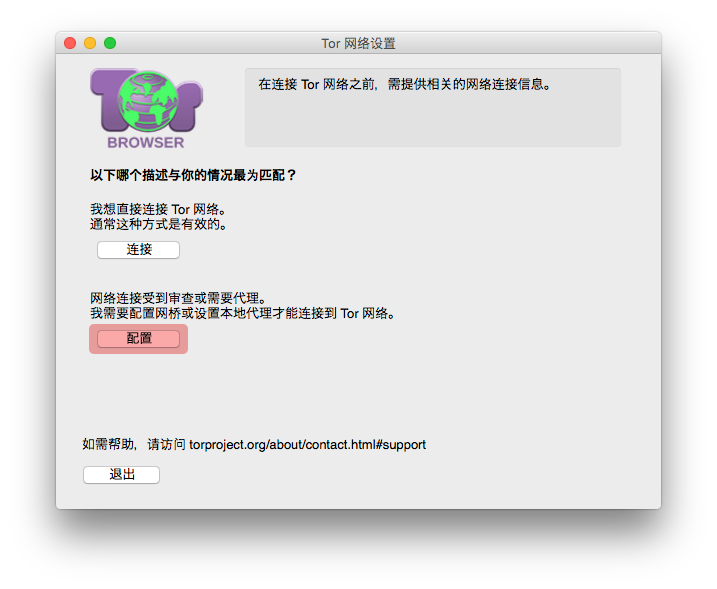 Tor 网络设置
Tor
BROWSER
在连接 Tor 网络之前，需提供相关的网络连接信息。
以下哪个描述与你的情况最为匹配？
我想直接连接 Tor 网络。
通常这种方式是有效的。
连接
网络连接受到审查或需要代理。
我需要配置网桥或设置本地代理才能连接到 Tor 网络。
配置
如需帮助，请访问 torproject.org/about/contact.html#support
退出